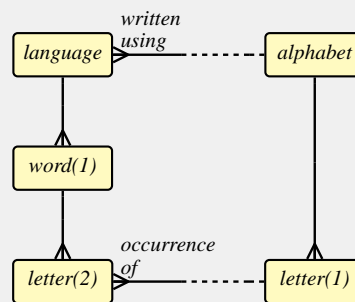 written
using
language
alphabet
word(1)
occurrence
of
letter(2)
letter(1)